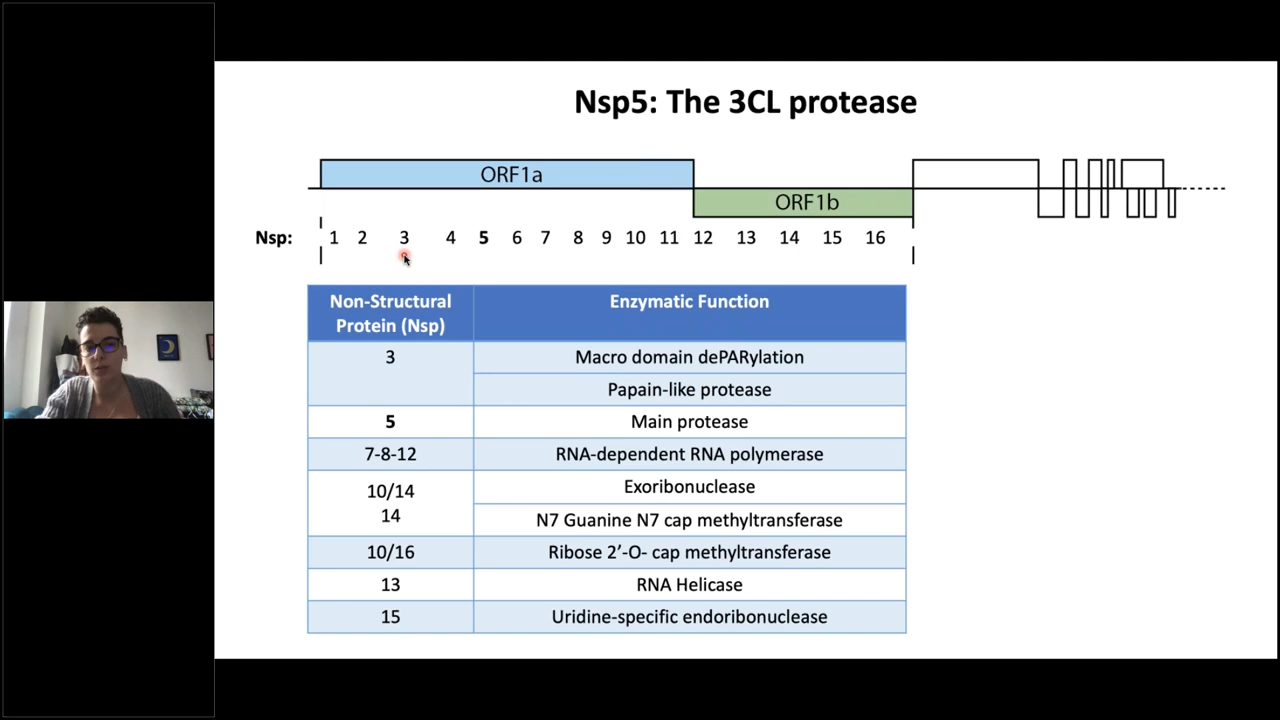 Nsp5: The 3CL protease
ORF1a
ORF1b
Nsp: 1 2 3 4 5 6 7 8 9 10 11 12 13 14 15 16
Non-Structural Protein (Nsp)
Enzymatic Function
3
Macro domain dePARylation
Papain-like protease
5
Main protease
7-8-12
RNA-dependent RNA polymerase
10/14
14
Exoribonuclease
N7 Guanine N7 cap methyltransferase
10/16
Ribose 2’-O- cap methyltransferase
13
RNA Helicase
15
Uridine-specific endoribonuclease